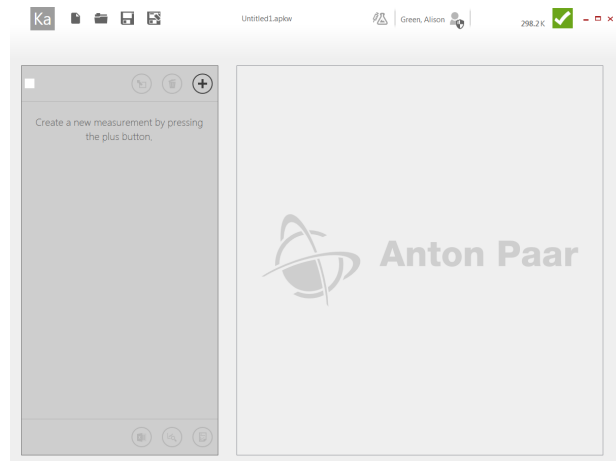 Ka
Untitled1.apkw
Green, Alison
298.2 K
Create a new measurement by pressing
the plus button.
Anton Paar